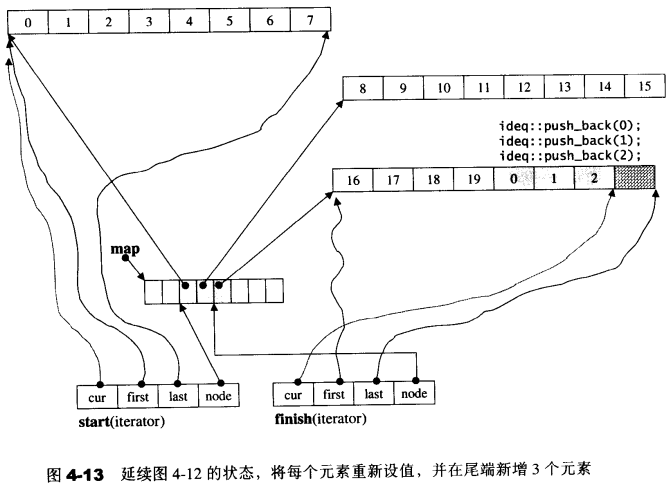 0 1 2 3 4 5 6 7
8 9 10 11 12 13 14 15
ideq::push_back(0);
ideq::push_back(1);
ideq::push_back(2);
16 17 18 19 0 1 2
map
cur first last node
start(iterator)
cur first last node
finish(iterator)
图 4-13 延续图 4-12 的状态，将每个元素重新设值，并在尾端新增 3 个元素